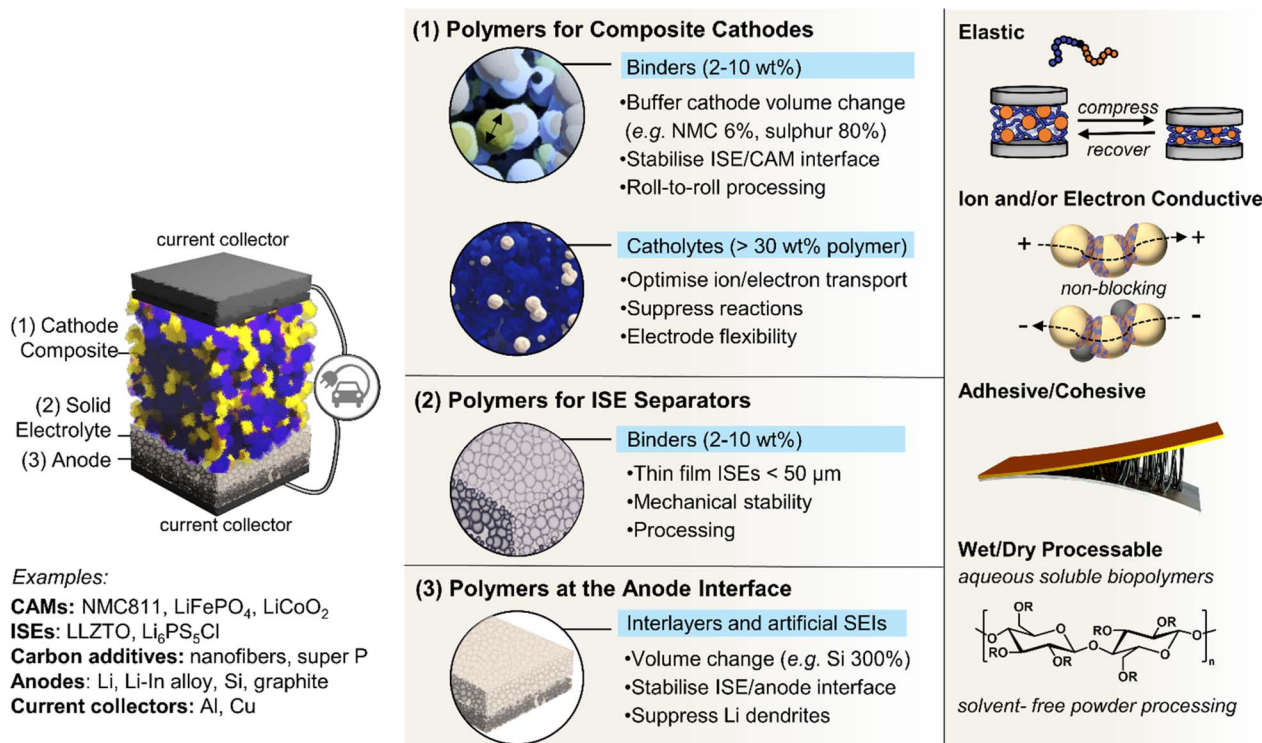 current collector
(1) Cathode
Composite
(2) Solid
Electrolyte
(3) Anode
current collector
Examples:
CAMs: NMC811, LiFePO₄, LiCoO₂
ISEs: LLZTO, Li₆PS₅Cl
Carbon additives: nanofibers, super P
Anodes: Li, Li-In alloy, Si, graphite
Current collectors: Al, Cu
(1) Polymers for Composite Cathodes
Binders (2-10 wt%)
•Buffer cathode volume change
(e.g. NMC 6%, sulphur 80%)
•Stabilise ISE/CAM interface
•Roll-to-roll processing
Catholytes (> 30 wt% polymer)
•Optimise ion/electron transport
•Suppress reactions
•Electrode flexibility
(2) Polymers for ISE Separators
Binders (2-10 wt%)
•Thin film ISEs < 50 μm
•Mechanical stability
•Processing
(3) Polymers at the Anode Interface
Interlayers and artificial SEIs
•Volume change (e.g. Si 300%)
•Stabilise ISE/anode interface
•Suppress Li dendrites
Elastic
compress
recover
Ion and/or Electron Conductive
+ +
non-blocking
- -
Adhesive/Cohesive
Wet/Dry Processable
aqueous soluble biopolymers
OR
RO
O
O
OR
O
RO
OR
O
O
OR
n
solvent- free powder processing